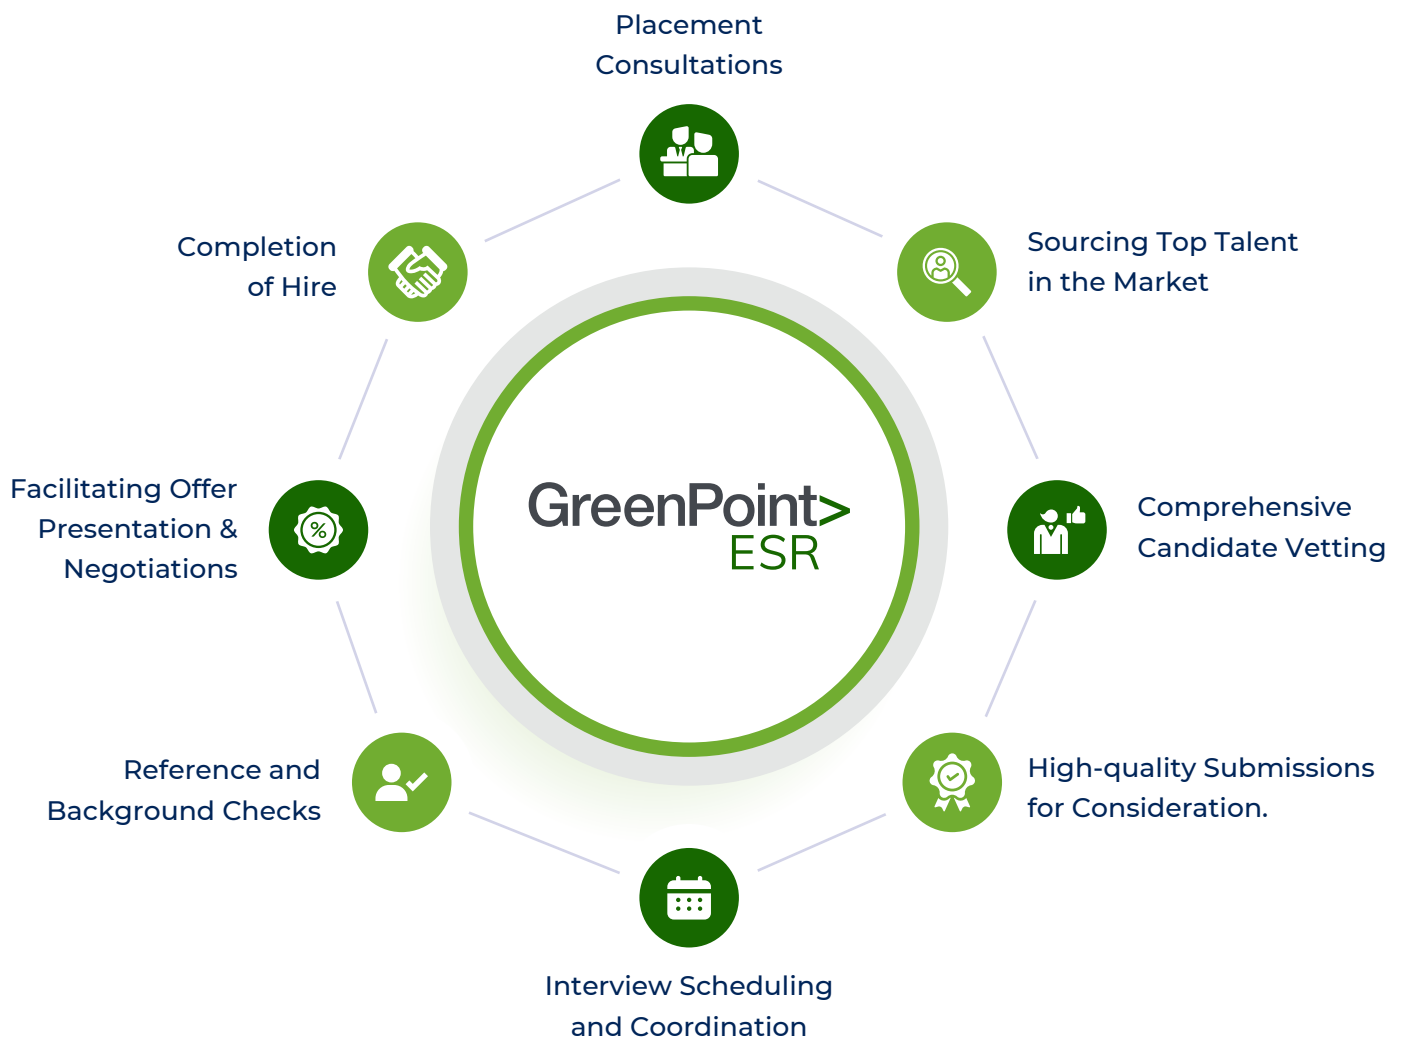 Placement
Consultations
Sourcing Top Talent
in the Market
Comprehensive
Candidate Vetting
High-quality Submissions
for Consideration.
Interview Scheduling
and Coordination
Reference and
Background Checks
Facilitating Offer
Presentation &
Negotiations
Completion
of Hire
GreenPoint>
ESR
%